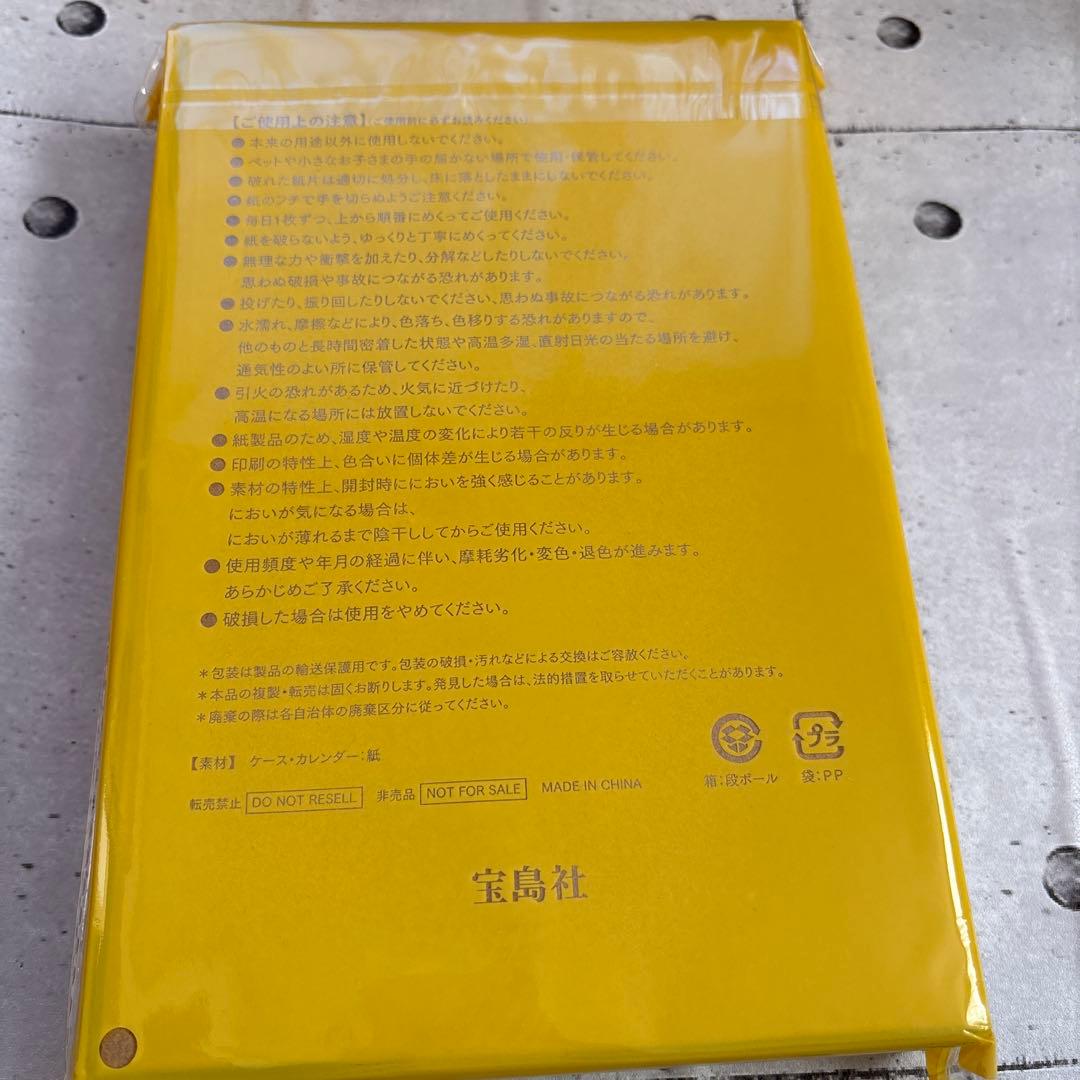 【ご使用上の注意】(ご使用前に必ずお読みください)
●本来の用途以外に使用しないでください。
●ペットや小さなお子さまの手の届かない場所で使用・保管してください。
●破れた紙片は適切に処分し、床に落としたままにしないでください。
●紙のフチで手を切らぬようご注意ください。
●毎日1枚ずつ、上から順番にめくってご使用ください。
●紙を破らないよう、ゆっくりと丁寧にめくってください。
●無理な力や衝撃を加えたり、分解などしたりしないでください。
思わぬ破損や事故につながる恐れがあります。
●投げたり、振り回したりしないでください、思わぬ事故につながる恐れがあります。
●水濡れ、摩擦などにより、色落ち、色移りする恐れがありますので、
他のものと長時間密着した状態や高温多湿、直射日光の当たる場所を避け、
通気性のよい所に保管してください。
●引火の恐れがあるため、火気に近づけたり、
高温になる場所には放置しないでください。
●紙製品のため、湿度や温度の変化により若干の反りが生じる場合があります。
●印刷の特性上、色合いに個体差が生じる場合があります。
●素材の特性上、開封時ににおいを強く感じることがあります。
においが気になる場合は、
においが薄れるまで陰干ししてからご使用ください。
●使用頻度や年月の経過に伴い、摩耗劣化・変色・退色が進みます。
あらかじめご了承ください。
●破損した場合は使用をやめてください。
*包装は製品の輸送保護用です。包装の破損・汚れなどによる交換はご容赦ください。
*本品の複製・転売は固くお断りします。発見した場合は、法的措置を取らせていただくことがあります。
*廃棄の際は各自治体の廃棄区分に従ってください。
プラ
【素材】 ケース・カレンダー:紙
箱:段ボール 袋:PP
転売禁止 DO NOT RESELL 非売品 NOT FOR SALE MADE IN CHINA
宝島社